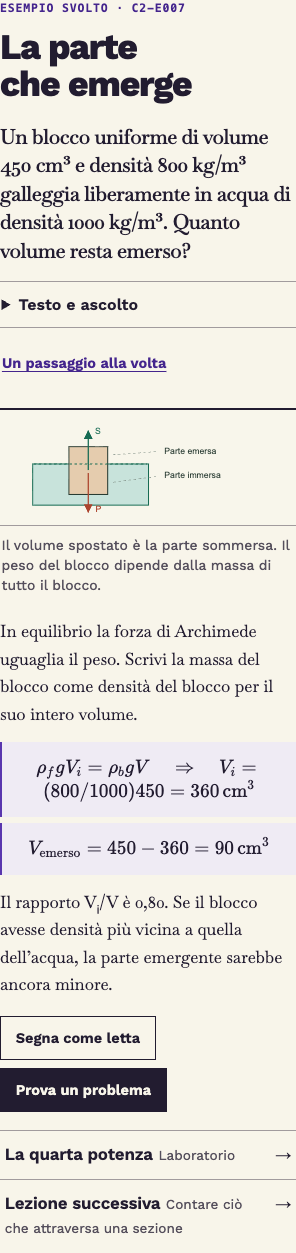 ESEMPIO SVOLTO · C2–E007
La parte
che emerge
Un blocco uniforme di volume
450 cm³ e densità 800 kg/m³
galleggia liberamente in acqua di
densità 1000 kg/m³. Quanto
volume resta emerso?
▶ Testo e ascolto
Un passaggio alla volta
S
Parte emersa
Parte immersa
P
Il volume spostato è la parte sommersa. Il
peso del blocco dipende dalla massa di
tutto il blocco.
In equilibrio la forza di Archimede
uguaglia il peso. Scrivi la massa del
blocco come densità del blocco per il
suo intero volume.
ρ_f g V_i = ρ_b g V ⇒ V_i =
(800/1000)450 = 360 cm³
V_emerso = 450 − 360 = 90 cm³
Il rapporto V_i/V è 0,80. Se il blocco
avesse densità più vicina a quella
dell’acqua, la parte emergente sarebbe
ancora minore.
Segna come letta
Prova un problema
La quarta potenza Laboratorio →
Lezione successiva Contare ciò →
che attraversa una sezione